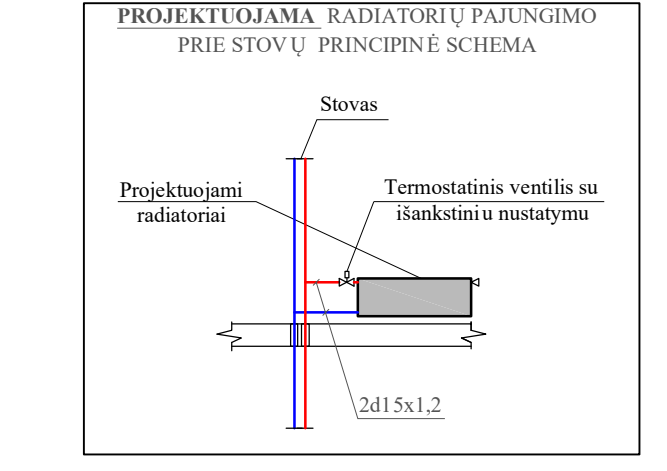 PROJEKTUOJAMA RADIATORIŲ PAJUNGIMO
PRIE STOVŲ PRINCIPINĖ SCHEMA
Stovas
Projektuojami
radiatoriai
Termostatinis ventilis su
išankstiniu nustatymu
2d15x1,2